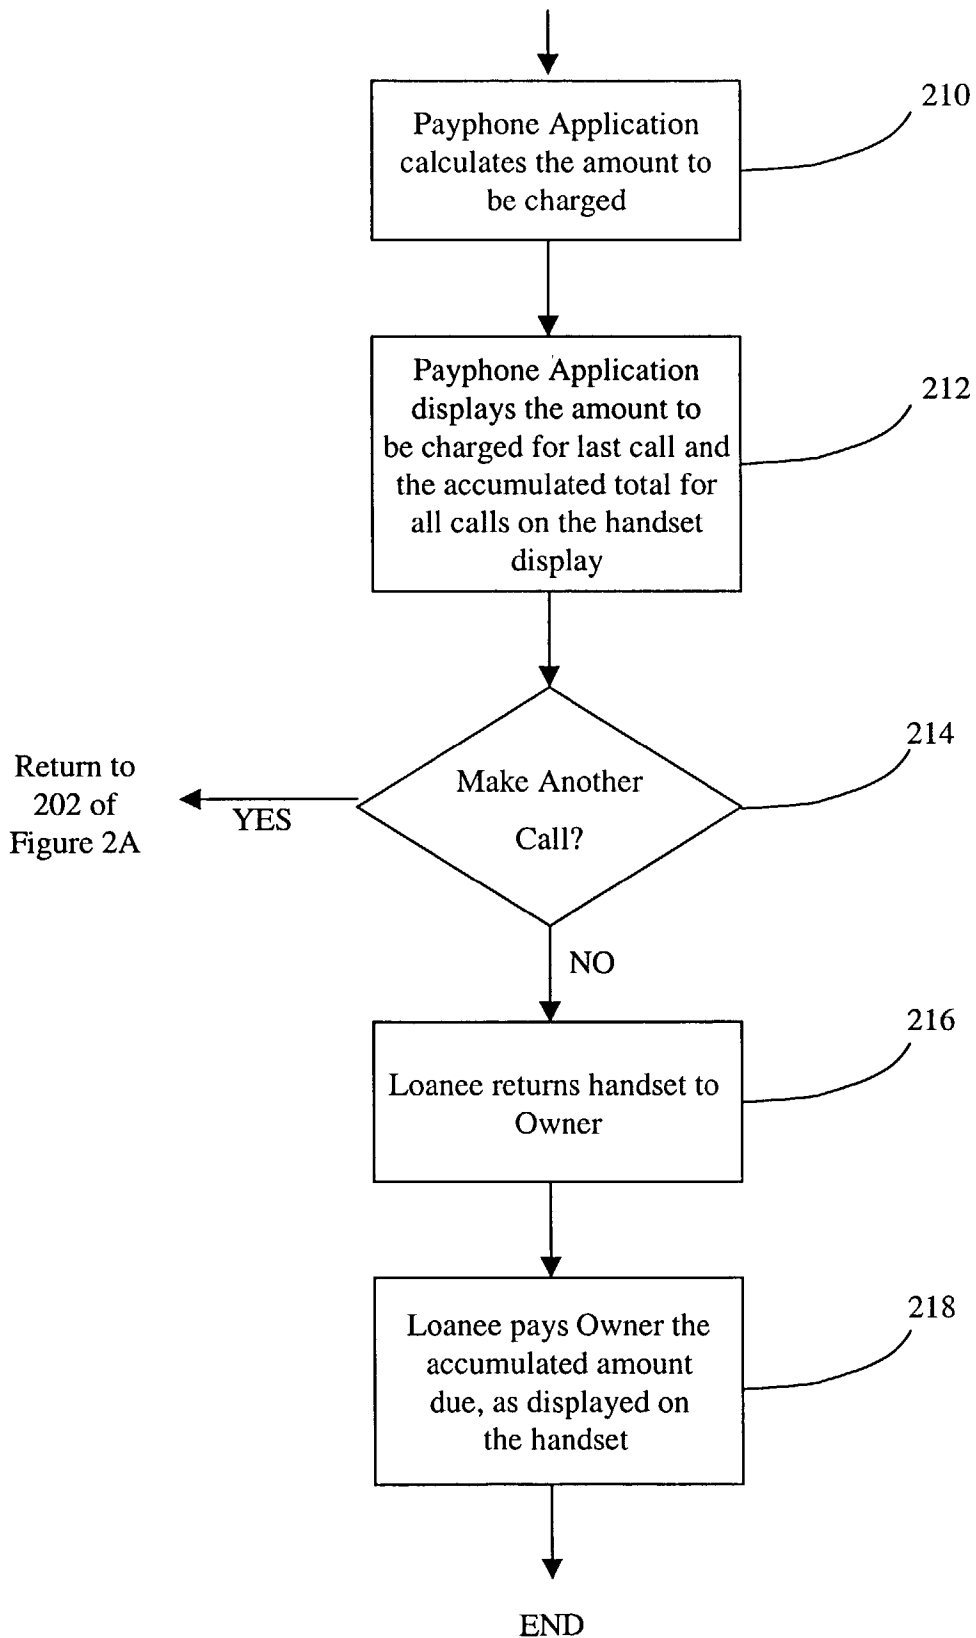 210
Payphone Application
calculates the amount to
be charged
212
Payphone Application
displays the amount to
be charged for last call and
the accumulated total for
all calls on the handset
display
214
Make Another
Call?
Return to
202 of
Figure 2A
YES
NO
216
Loanee returns handset to
Owner
218
Loanee pays Owner the
accumulated amount
due, as displayed on
the handset
END